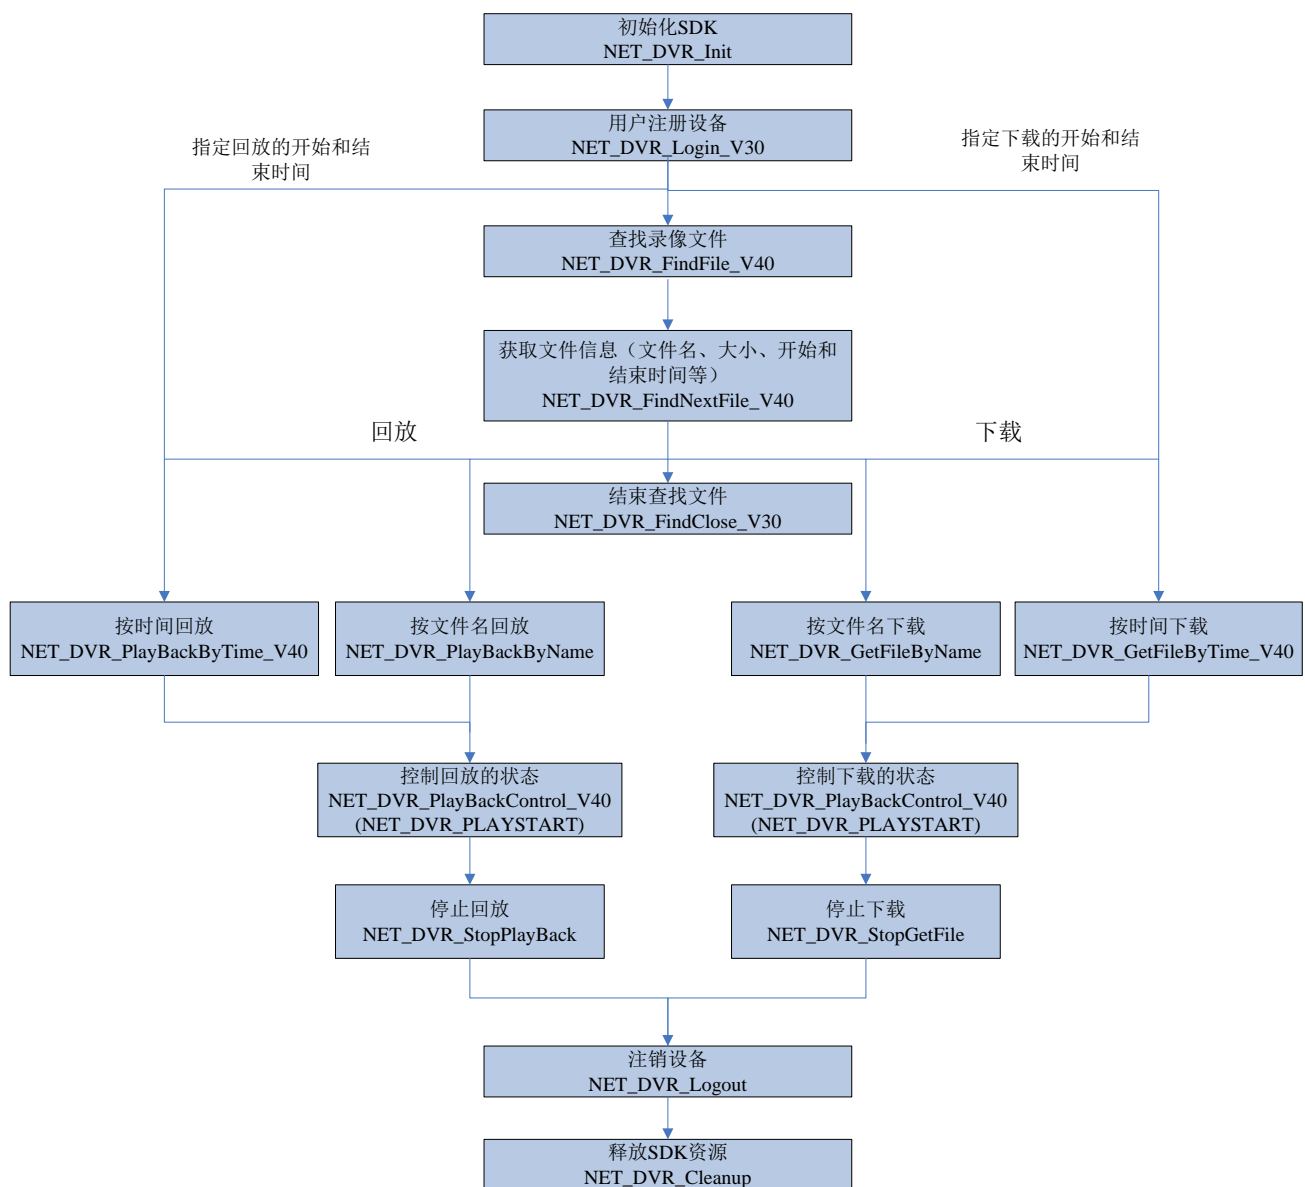 初始化SDK
NET_DVR_Init
用户注册设备
NET_DVR_Login_V30
指定回放的开始和结
束时间
指定下载的开始和结
束时间
查找录像文件
NET_DVR_FindFile_V40
获取文件信息（文件名、大小、开始和
结束时间等）
NET_DVR_FindNextFile_V40
回放
下载
结束查找文件
NET_DVR_FindClose_V30
按时间回放
NET_DVR_PlayBackByTime_V40
按文件名回放
NET_DVR_PlayBackByName
按文件名下载
NET_DVR_GetFileByName
按时间下载
NET_DVR_GetFileByTime_V40
控制回放的状态
NET_DVR_PlayBackControl_V40
(NET_DVR_PLAYSTART)
控制下载的状态
NET_DVR_PlayBackControl_V40
(NET_DVR_PLAYSTART)
停止回放
NET_DVR_StopPlayBack
停止下载
NET_DVR_StopGetFile
注销设备
NET_DVR_Logout
释放SDK资源
NET_DVR_Cleanup